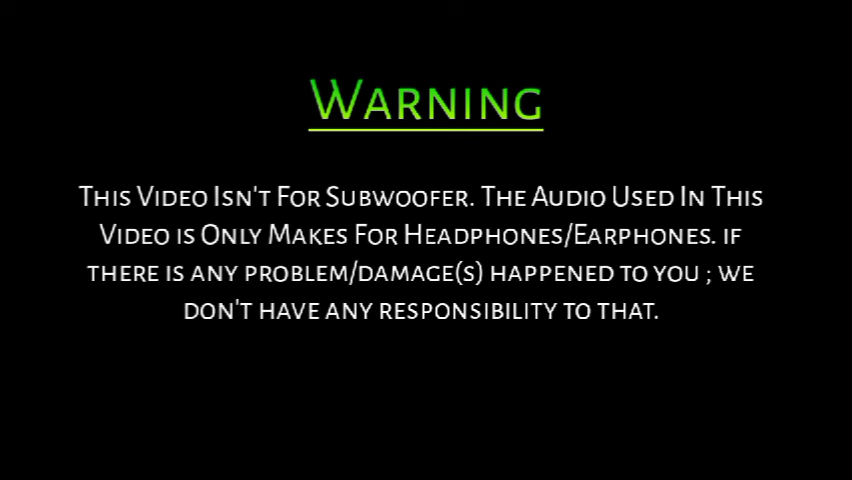 Warning
This Video Isn't For Subwoofer. The Audio Used In This
Video is Only Makes For Headphones/Earphones. if
there is any problem/damage(s) happened to you ; we
don't have any responsibility to that.